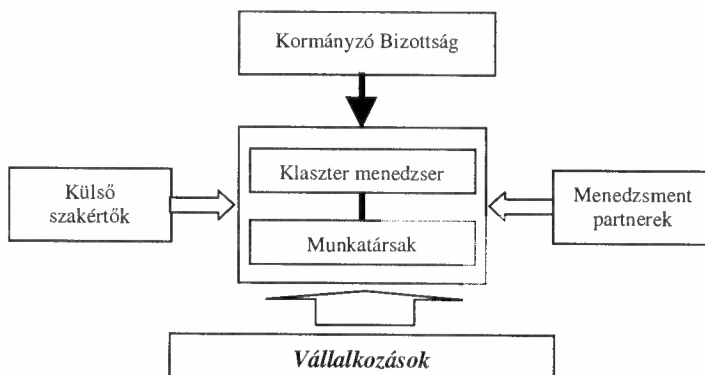 Kormányzó Bizottság
Klaszter menedzser
Külső
szakértők
Menedzsment
partnerek
Munkatársak
Vállalkozások